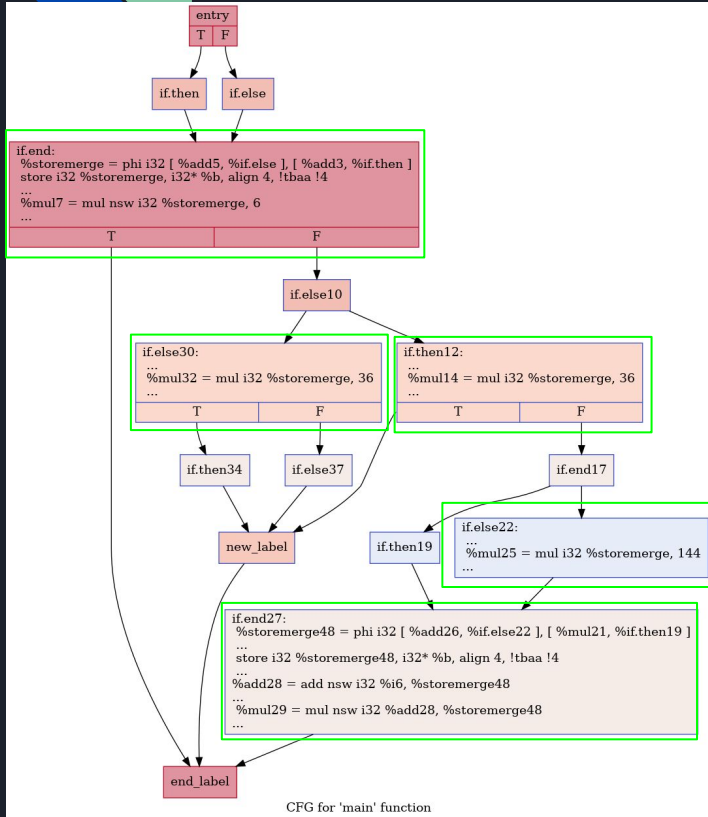 entry
T F
if.then if.else
if.end:
%storemerge = phi i32 [ %add5, %if.else ], [ %add3, %if.then ]
store i32 %storemerge, i32* %b, align 4, !tbaa !4
...
%mul7 = mul nsw i32 %storemerge, 6
...
T F
if.else10
if.else30:
...
%mul32 = mul i32 %storemerge, 36
...
T F
if.then12:
...
%mul14 = mul i32 %storemerge, 36
...
T F
if.then34 if.else37 if.end17
new_label if.then19
if.else22:
...
%mul25 = mul i32 %storemerge, 144
...
if.end27:
%storemerge48 = phi i32 [ %add26, %if.else22 ], [ %mul21, %if.then19 ]
...
store i32 %storemerge48, i32* %b, align 4, !tbaa !4
...
%add28 = add nsw i32 %i6, %storemerge48
...
%mul29 = mul nsw i32 %add28, %storemerge48
...
end_label
CFG for 'main' function